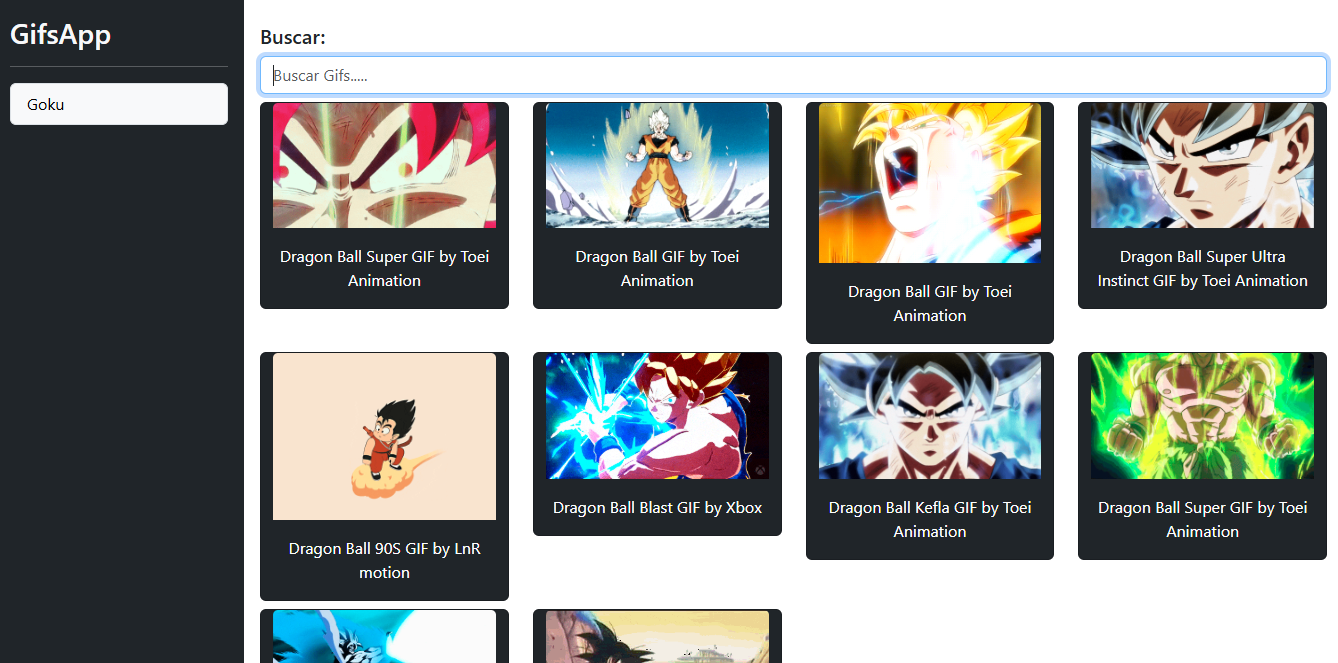 GifsApp
Goku
Buscar:
Buscar Gifs.....
Dragon Ball Super GIF by Toei
Animation
Dragon Ball GIF by Toei
Animation
Dragon Ball GIF by Toei
Animation
Dragon Ball Super Ultra
Instinct GIF by Toei Animation
Dragon Ball 90S GIF by LnR
motion
Dragon Ball Blast GIF by Xbox
Dragon Ball Kefla GIF by Toei
Animation
Dragon Ball Super GIF by Toei
Animation